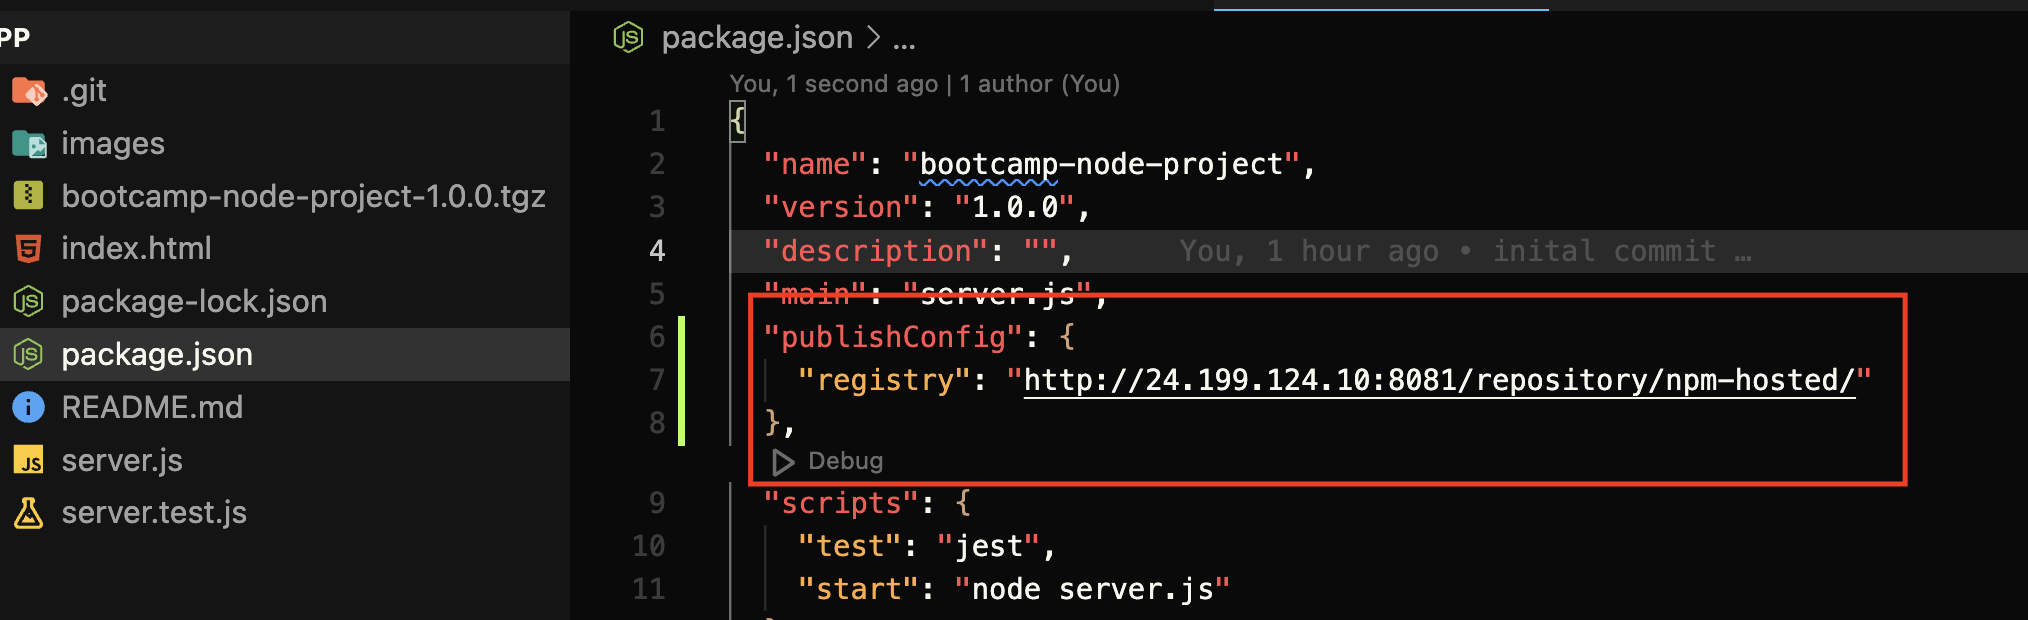 PP
.git
images
bootcamp-node-project-1.0.0.tgz
index.html
package-lock.json
package.json
README.md
server.js
server.test.js
package.json > ...
You, 1 second ago | 1 author (You)
1 {
2 "name": "bootcamp-node-project",
3 "version": "1.0.0",
4 "description": "", You, 1 hour ago • inital commit ...
5 "main": "server.js",
6 "publishConfig": {
7 "registry": "http://24.199.124.10:8081/repository/npm-hosted/"
8 },
Debug
9 "scripts": {
10 "test": "jest",
11 "start": "node server.js"